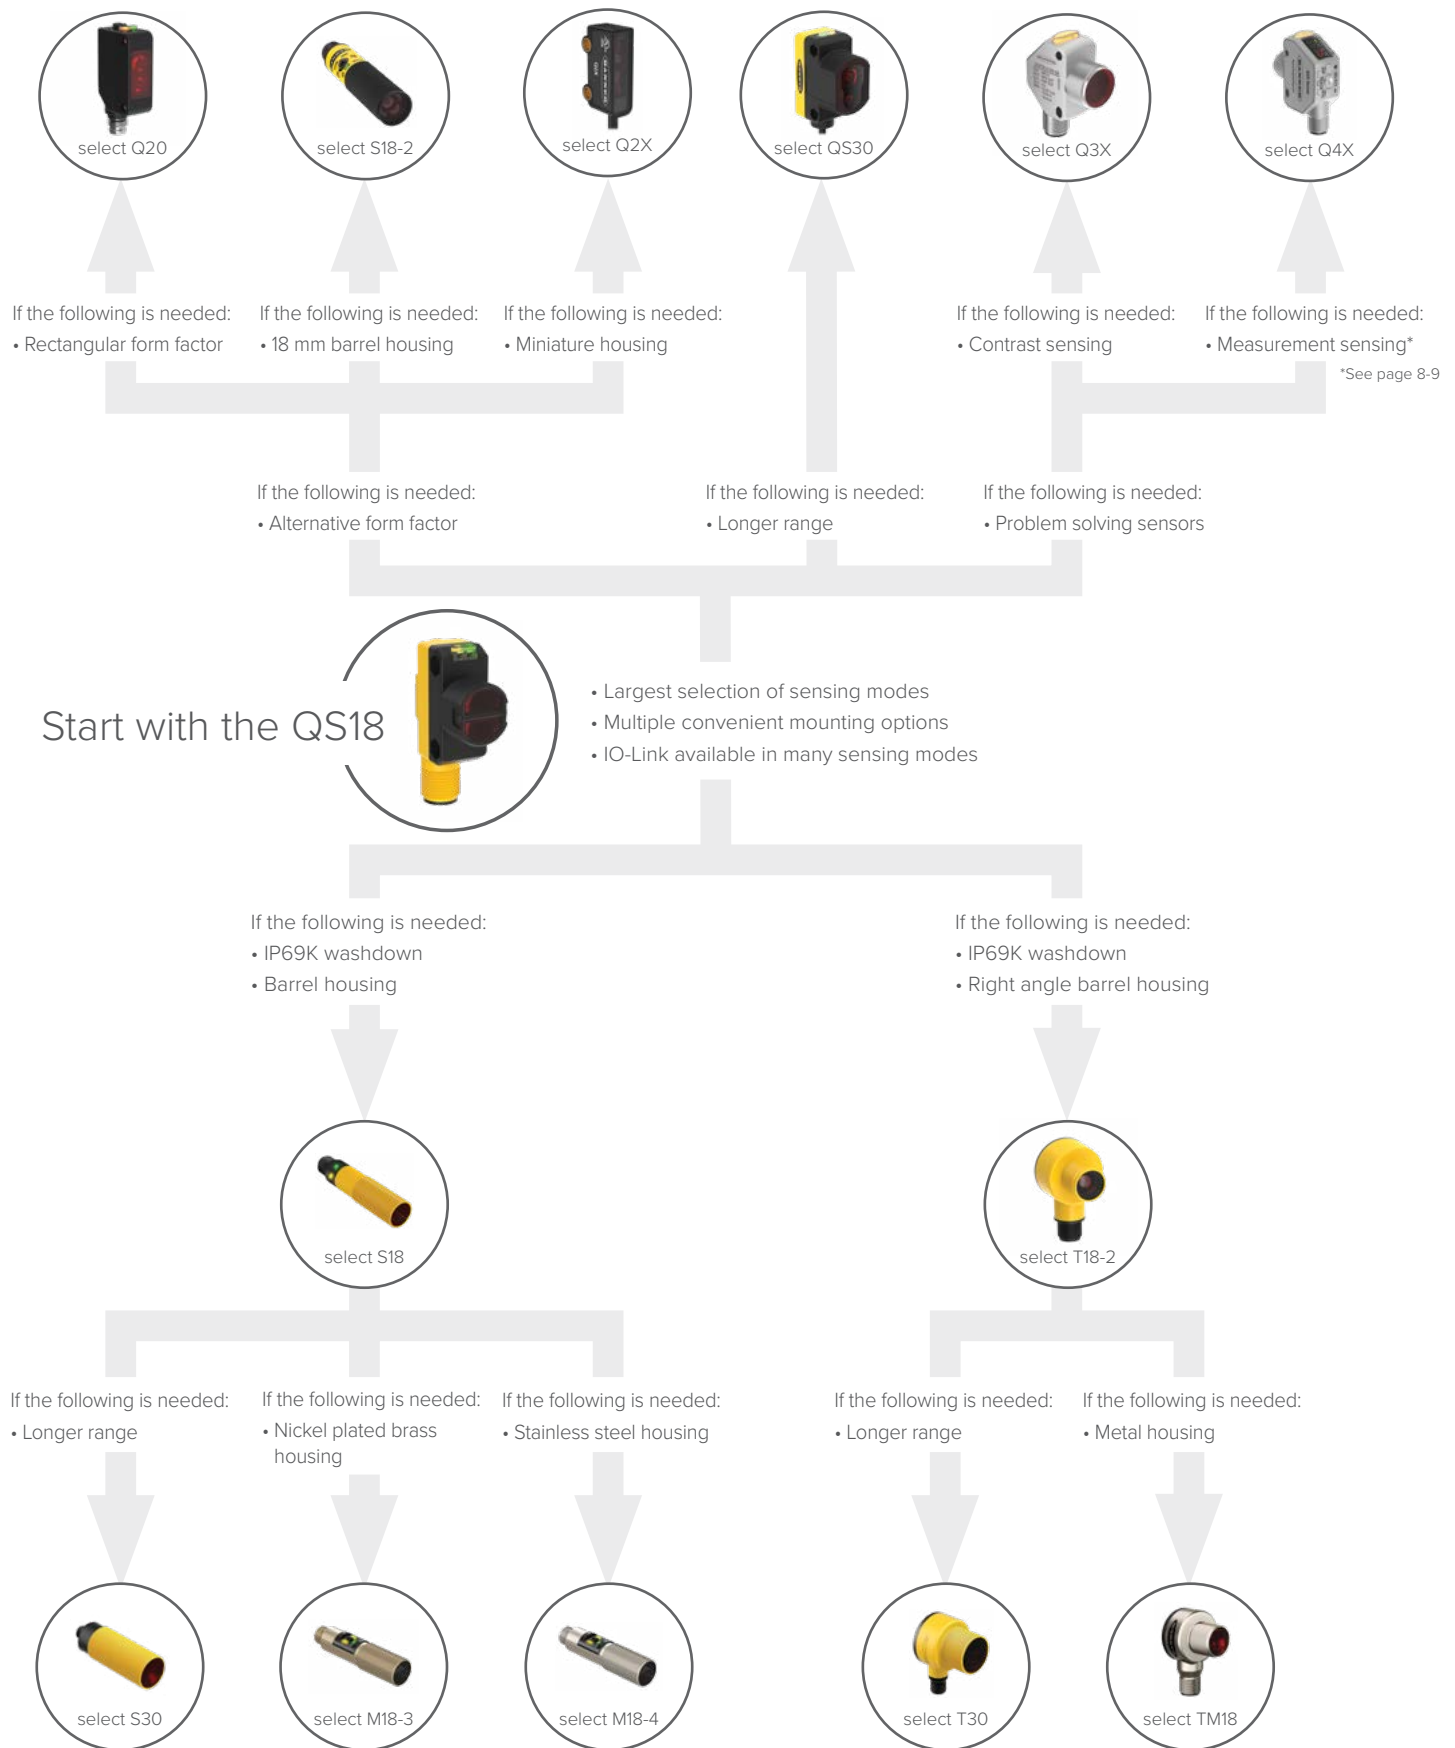 select Q20
select S18-2
select Q2X
select QS30
select Q3X
select Q4X
If the following is needed:
• Rectangular form factor
If the following is needed:
• 18 mm barrel housing
If the following is needed:
• Miniature housing
If the following is needed:
• Contrast sensing
If the following is needed:
• Measurement sensing*
*See page 8-9
If the following is needed:
• Alternative form factor
If the following is needed:
• Longer range
If the following is needed:
• Problem solving sensors
Start with the QS18
• Largest selection of sensing modes
• Multiple convenient mounting options
• IO-Link available in many sensing modes
If the following is needed:
• IP69K washdown
• Barrel housing
If the following is needed:
• IP69K washdown
• Right angle barrel housing
select S18
select T18-2
If the following is needed:
• Longer range
If the following is needed:
• Nickel plated brass
housing
If the following is needed:
• Stainless steel housing
If the following is needed:
• Longer range
If the following is needed:
• Metal housing
select S30
select M18-3
select M18-4
select T30
select TM18